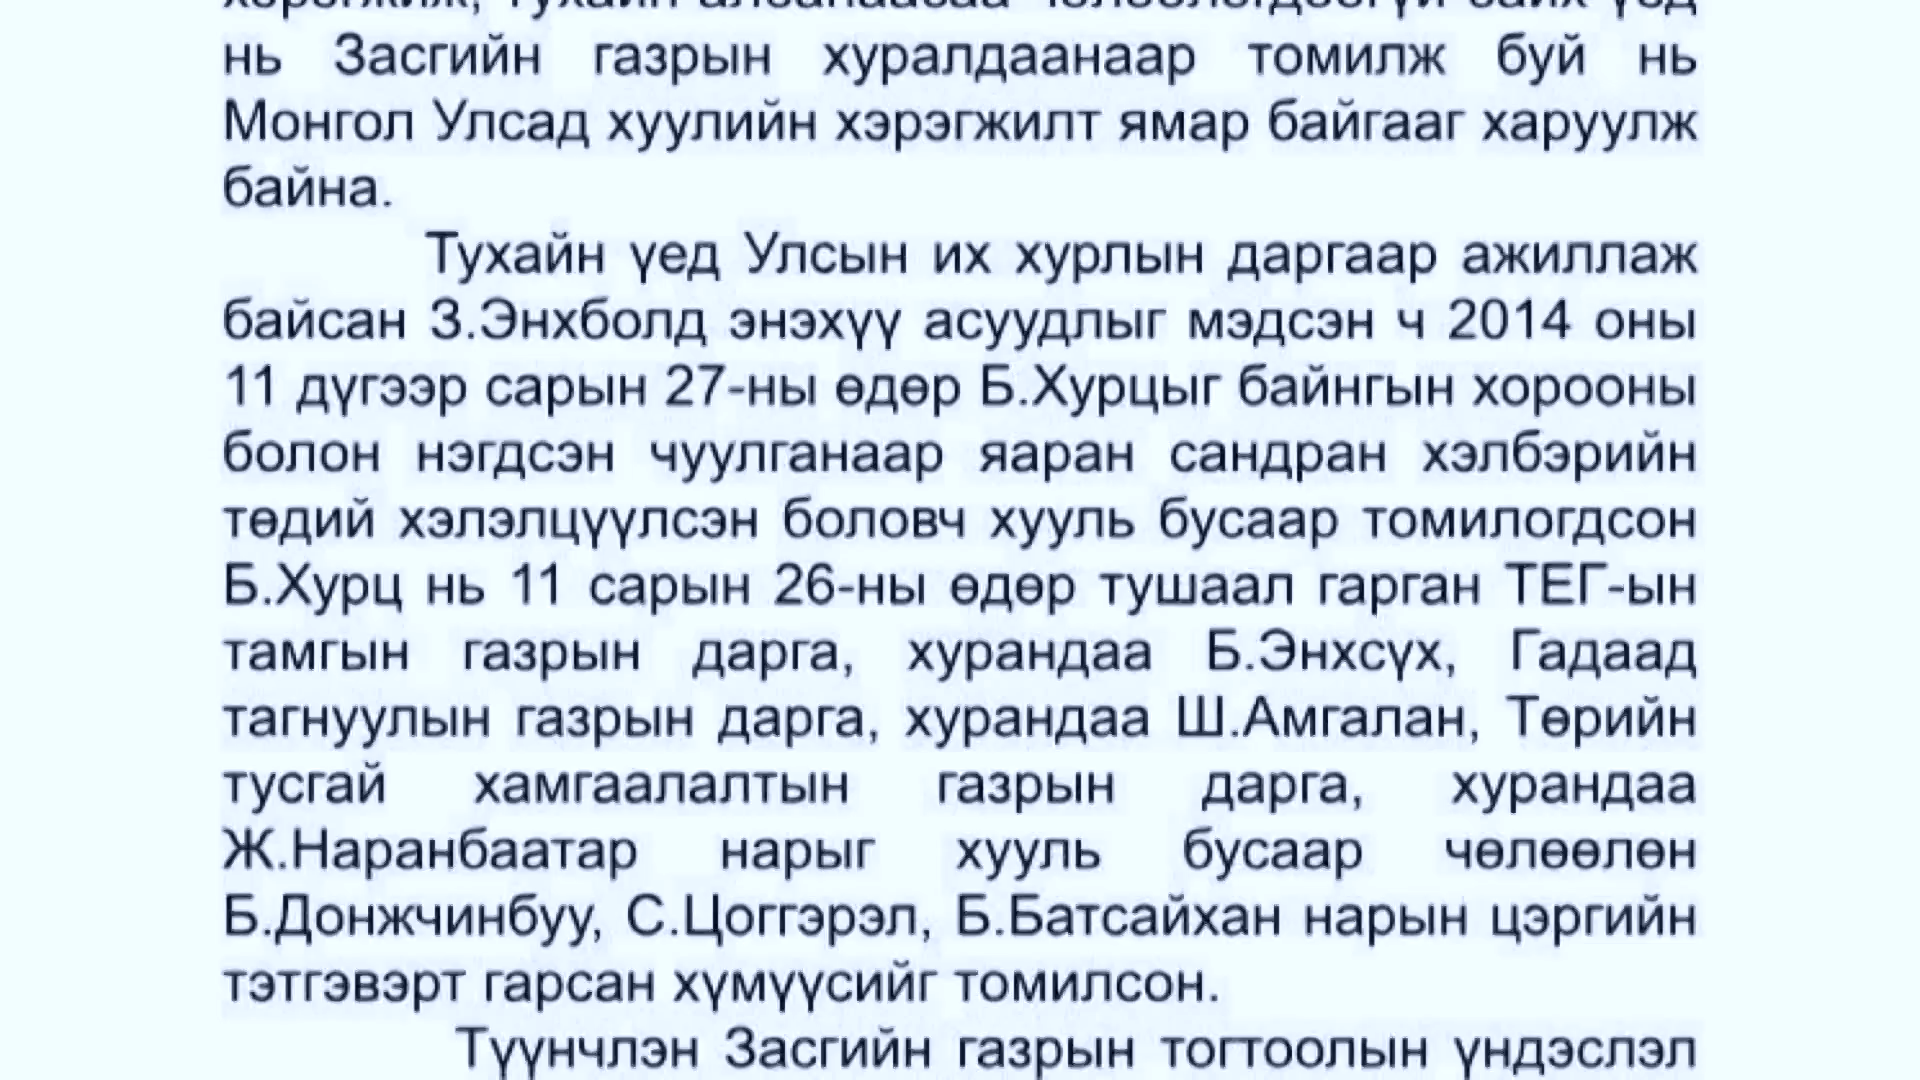 нь Засгийн газрын хуралдаанаар томилж буй нь
Монгол Улсад хуулийн хэрэгжилт ямар байгааг харуулж
байна.
Тухайн үед Улсын их хурлын даргаар ажиллаж
байсан З.Энхболд энэхүү асуудлыг мэдсэн ч 2014 оны
11 дүгээр сарын 27-ны өдөр Б.Хурцыг байнгын хорооны
болон нэгдсэн чуулганаар яаран сандран хэлбэрийн
төдий хэлэлцүүлсэн боловч хууль бусаар томилогдсон
Б.Хурц нь 11 сарын 26-ны өдөр тушаал гарган ТЕГ-ын
тамгын газрын дарга, хурандаа Б.Энхсүх, Гадаад
тагнуулын газрын дарга, хурандаа Ш.Амгалан, Төрийн
тусгай хамгаалалтын газрын дарга, хурандаа
Ж.Наранбаатар нарыг хууль бусаар чөлөөлөн
Б.Донжчинбуу, С.Цоггэрэл, Б.Батсайхан нарын цэргийн
тэтгэвэрт гарсан хүмүүсийг томилсон.
Түүнчлэн Засгийн газрын тогтоолын үндэслэл